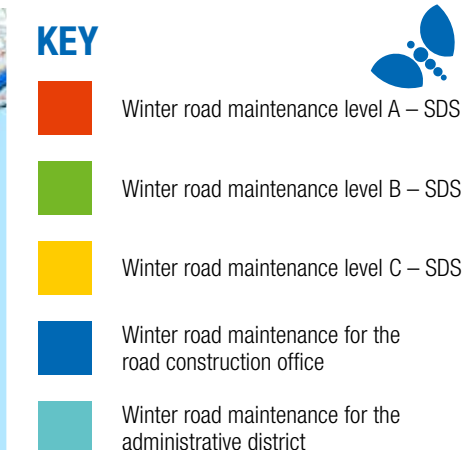 KEY
Winter road maintenance level A – SDS
Winter road maintenance level B – SDS
Winter road maintenance level C – SDS
Winter road maintenance for the
road construction office
Winter road maintenance for the
administrative district